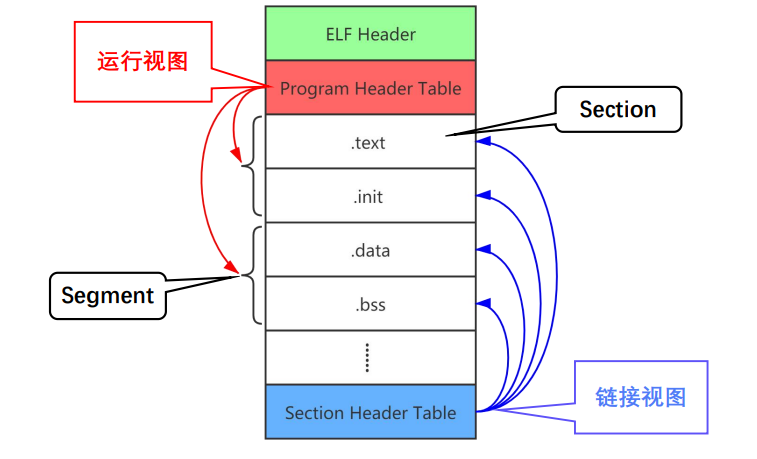 ELF Header
运行视图
Program Header Table
Section
.text
.init
.data
Segment
.bss
链接视图
Section Header Table